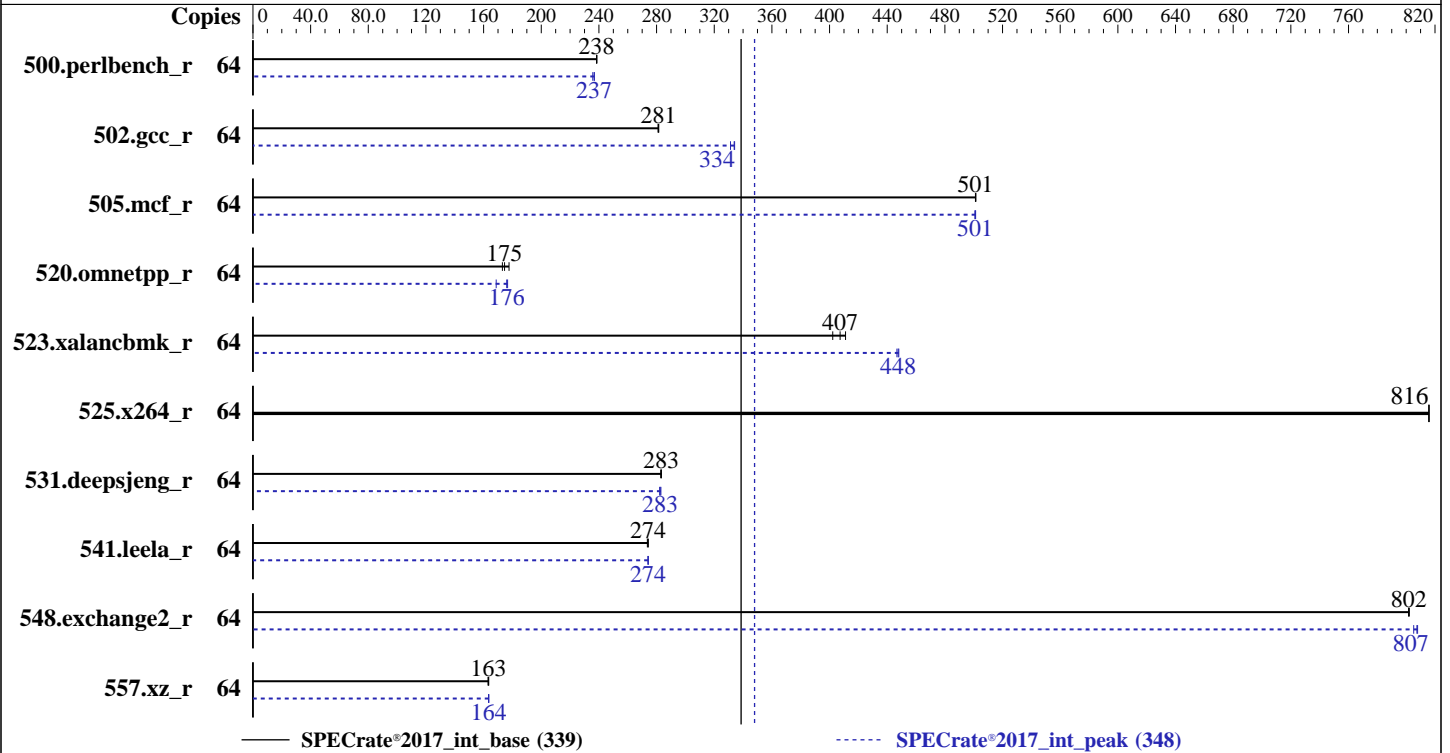 Copies 0 40.0 80.0 120 160 200 240 280 320 360 400 440 480 520 560 600 640 680 720 760 820
238
500.perlbench_r 64
237
281
502.gcc_r 64
334
501
505.mcf_r 64
501
175
520.omnetpp_r 64
176
407
523.xalancbmk_r 64
448
816
525.x264_r 64
283
531.deepsjeng_r 64
283
274
541.leela_r 64
274
802
548.exchange2_r 64
807
163
557.xz_r 64
164
SPECrate®2017_int_base (339) SPECrate®2017_int_peak (348)